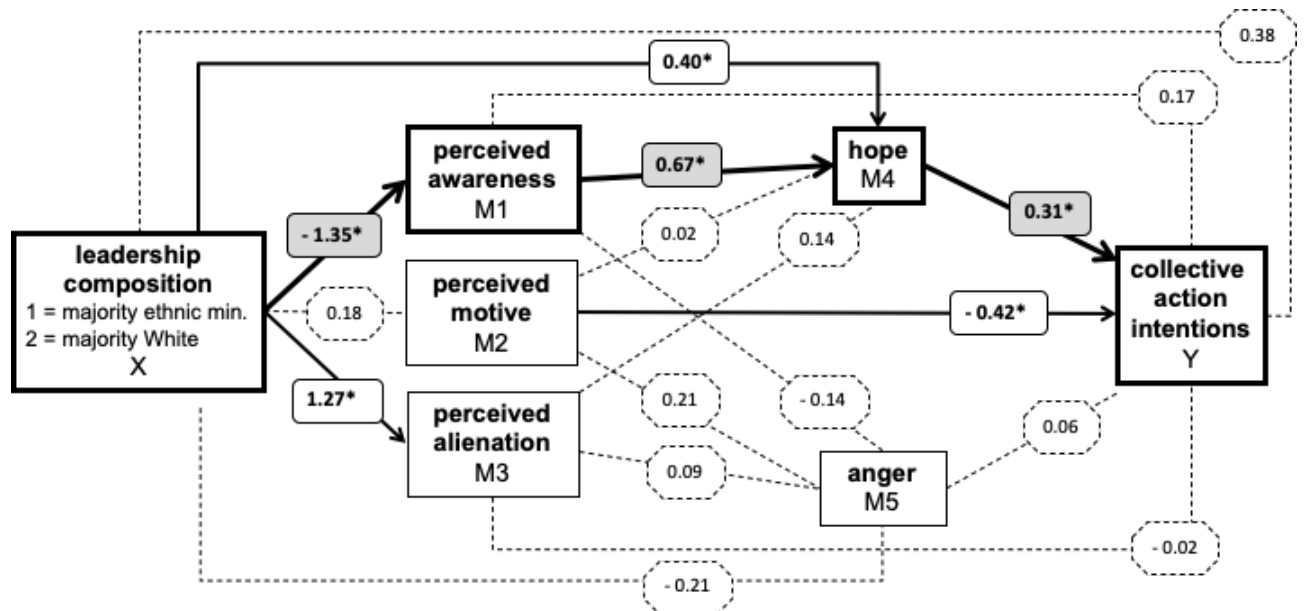 0.38
0.40*
0.17
perceived
awareness
M1
0.67*
hope
M4
- 1.35*
0.02
0.14
0.31*
leadership
composition
1 = majority ethnic min.
2 = majority White
X
0.18
perceived
motive
M2
- 0.42*
collective
action
intentions
Y
1.27*
perceived
alienation
M3
0.21
- 0.14
0.06
0.09
anger
M5
- 0.02
- 0.21